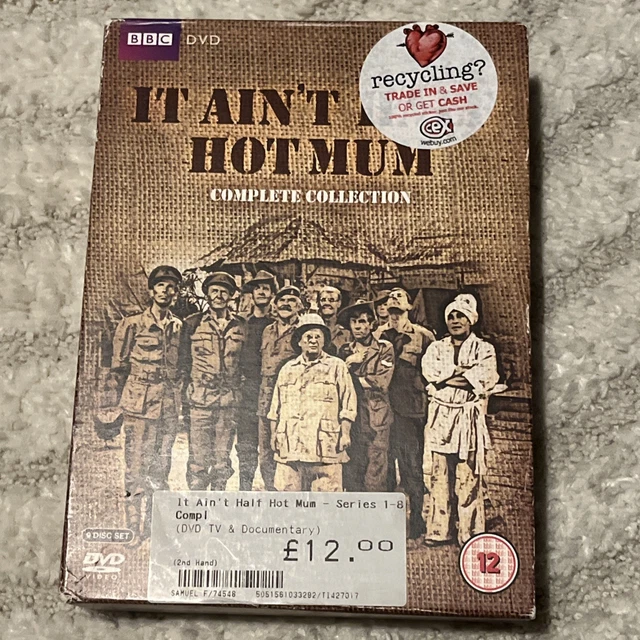 BBC DVD
recycling?
TRADE IN & SAVE
OR GET CASH
cex
webuy.com
IT AIN'T
HOT MUM
COMPLETE COLLECTION
It Ain't Half Hot Mum - Series 1-8
Compl
(DVD TV & Documentary)
£12.00
(2nd Hand)
SAMUEL F/74548 5051561033292/T1427017
9 DISC SET
DVD
VIDEO
12